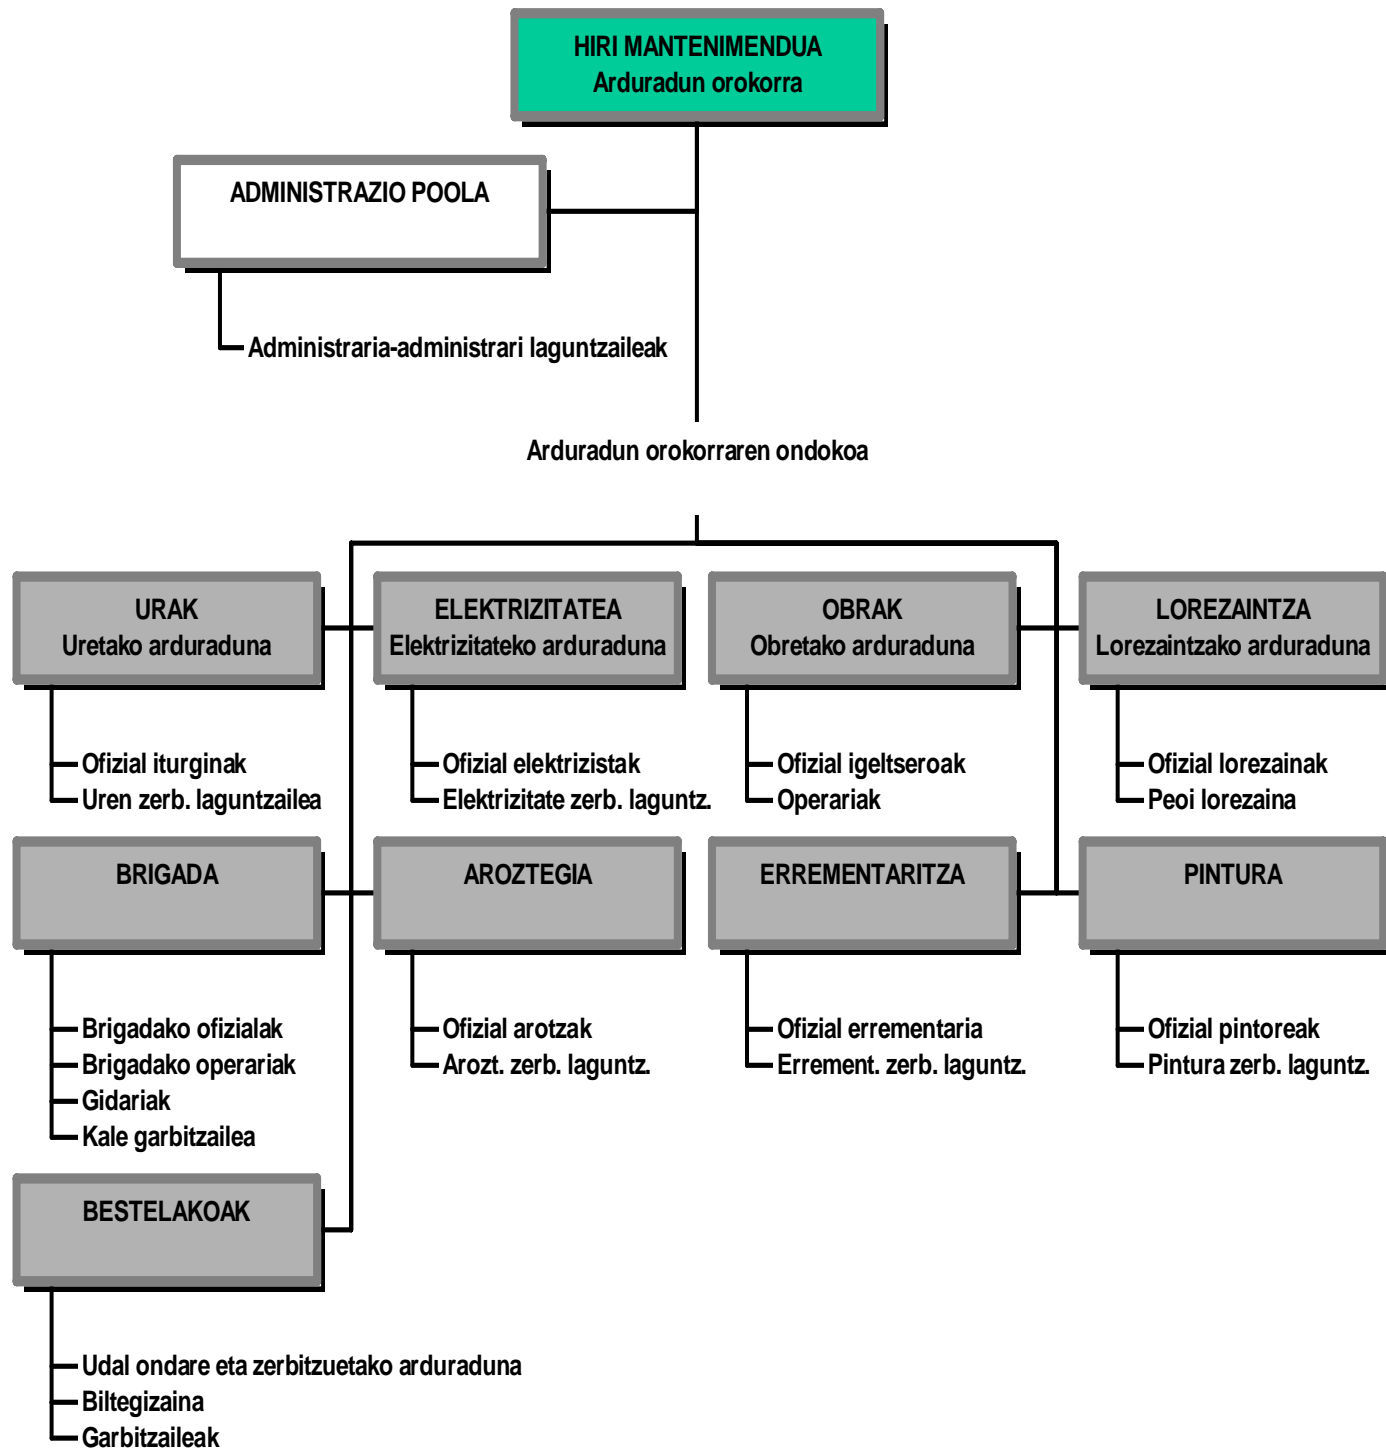 HIRI MANTENIMENDUA
Arduradun orokorra
ADMINISTRAZIO POOLA
Administraria-administrari laguntzaileak
Arduradun orokorraren ondokoa
URAK
Uretako arduraduna
Ofizial iturginak
Uren zerb. laguntzailea
ELEKTRIZITATEA
Elektrizitateko arduraduna
Ofizial elektrizistak
Elektrizitate zerb. laguntz.
OBRAK
Obretako arduraduna
Ofizial igeltseroak
Operariak
LOREZAINTZA
Lorezaintzako arduraduna
Ofizial lorezainak
Peoi lorezaina
BRIGADA
Brigadako ofizialak
Brigadako operariak
Gidariak
Kale garbitzailea
AROZTEGIA
Ofizial arotzak
Arozt. zerb. laguntz.
ERREMENTARITZA
Ofizial errementaria
Errement. zerb. laguntz.
PINTURA
Ofizial pintoreak
Pintura zerb. laguntz.
BESTELAKOAK
Udal ondare eta zerbitzuetako arduraduna
Biltegizaina
Garbitzaileak